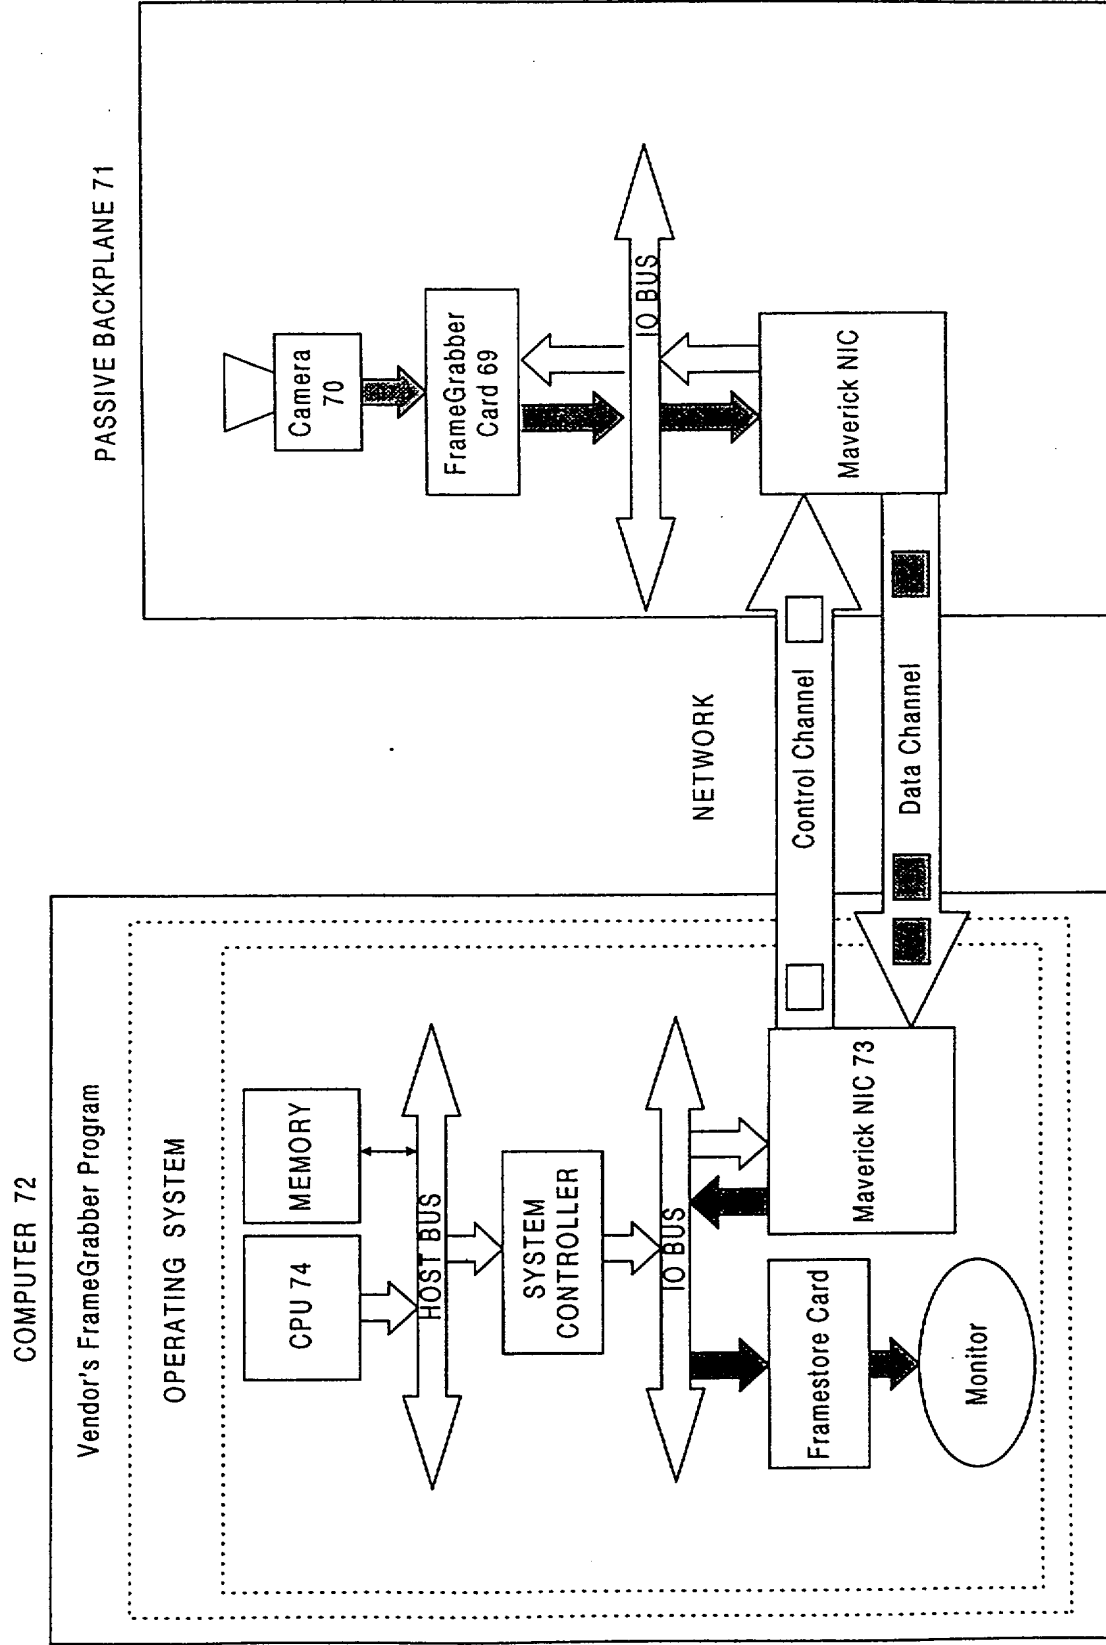 COMPUTER 72
Vendor's FrameGrabber Program
OPERATING SYSTEM
CPU 74
MEMORY
HOST BUS
SYSTEM
CONTROLLER
IO BUS
Framestore Card
Maverick NIC 73
Monitor
NETWORK
Control Channel
Data Channel
PASSIVE BACKPLANE 71
Camera
70
FrameGrabber
Card 69
IO BUS
Maverick NIC